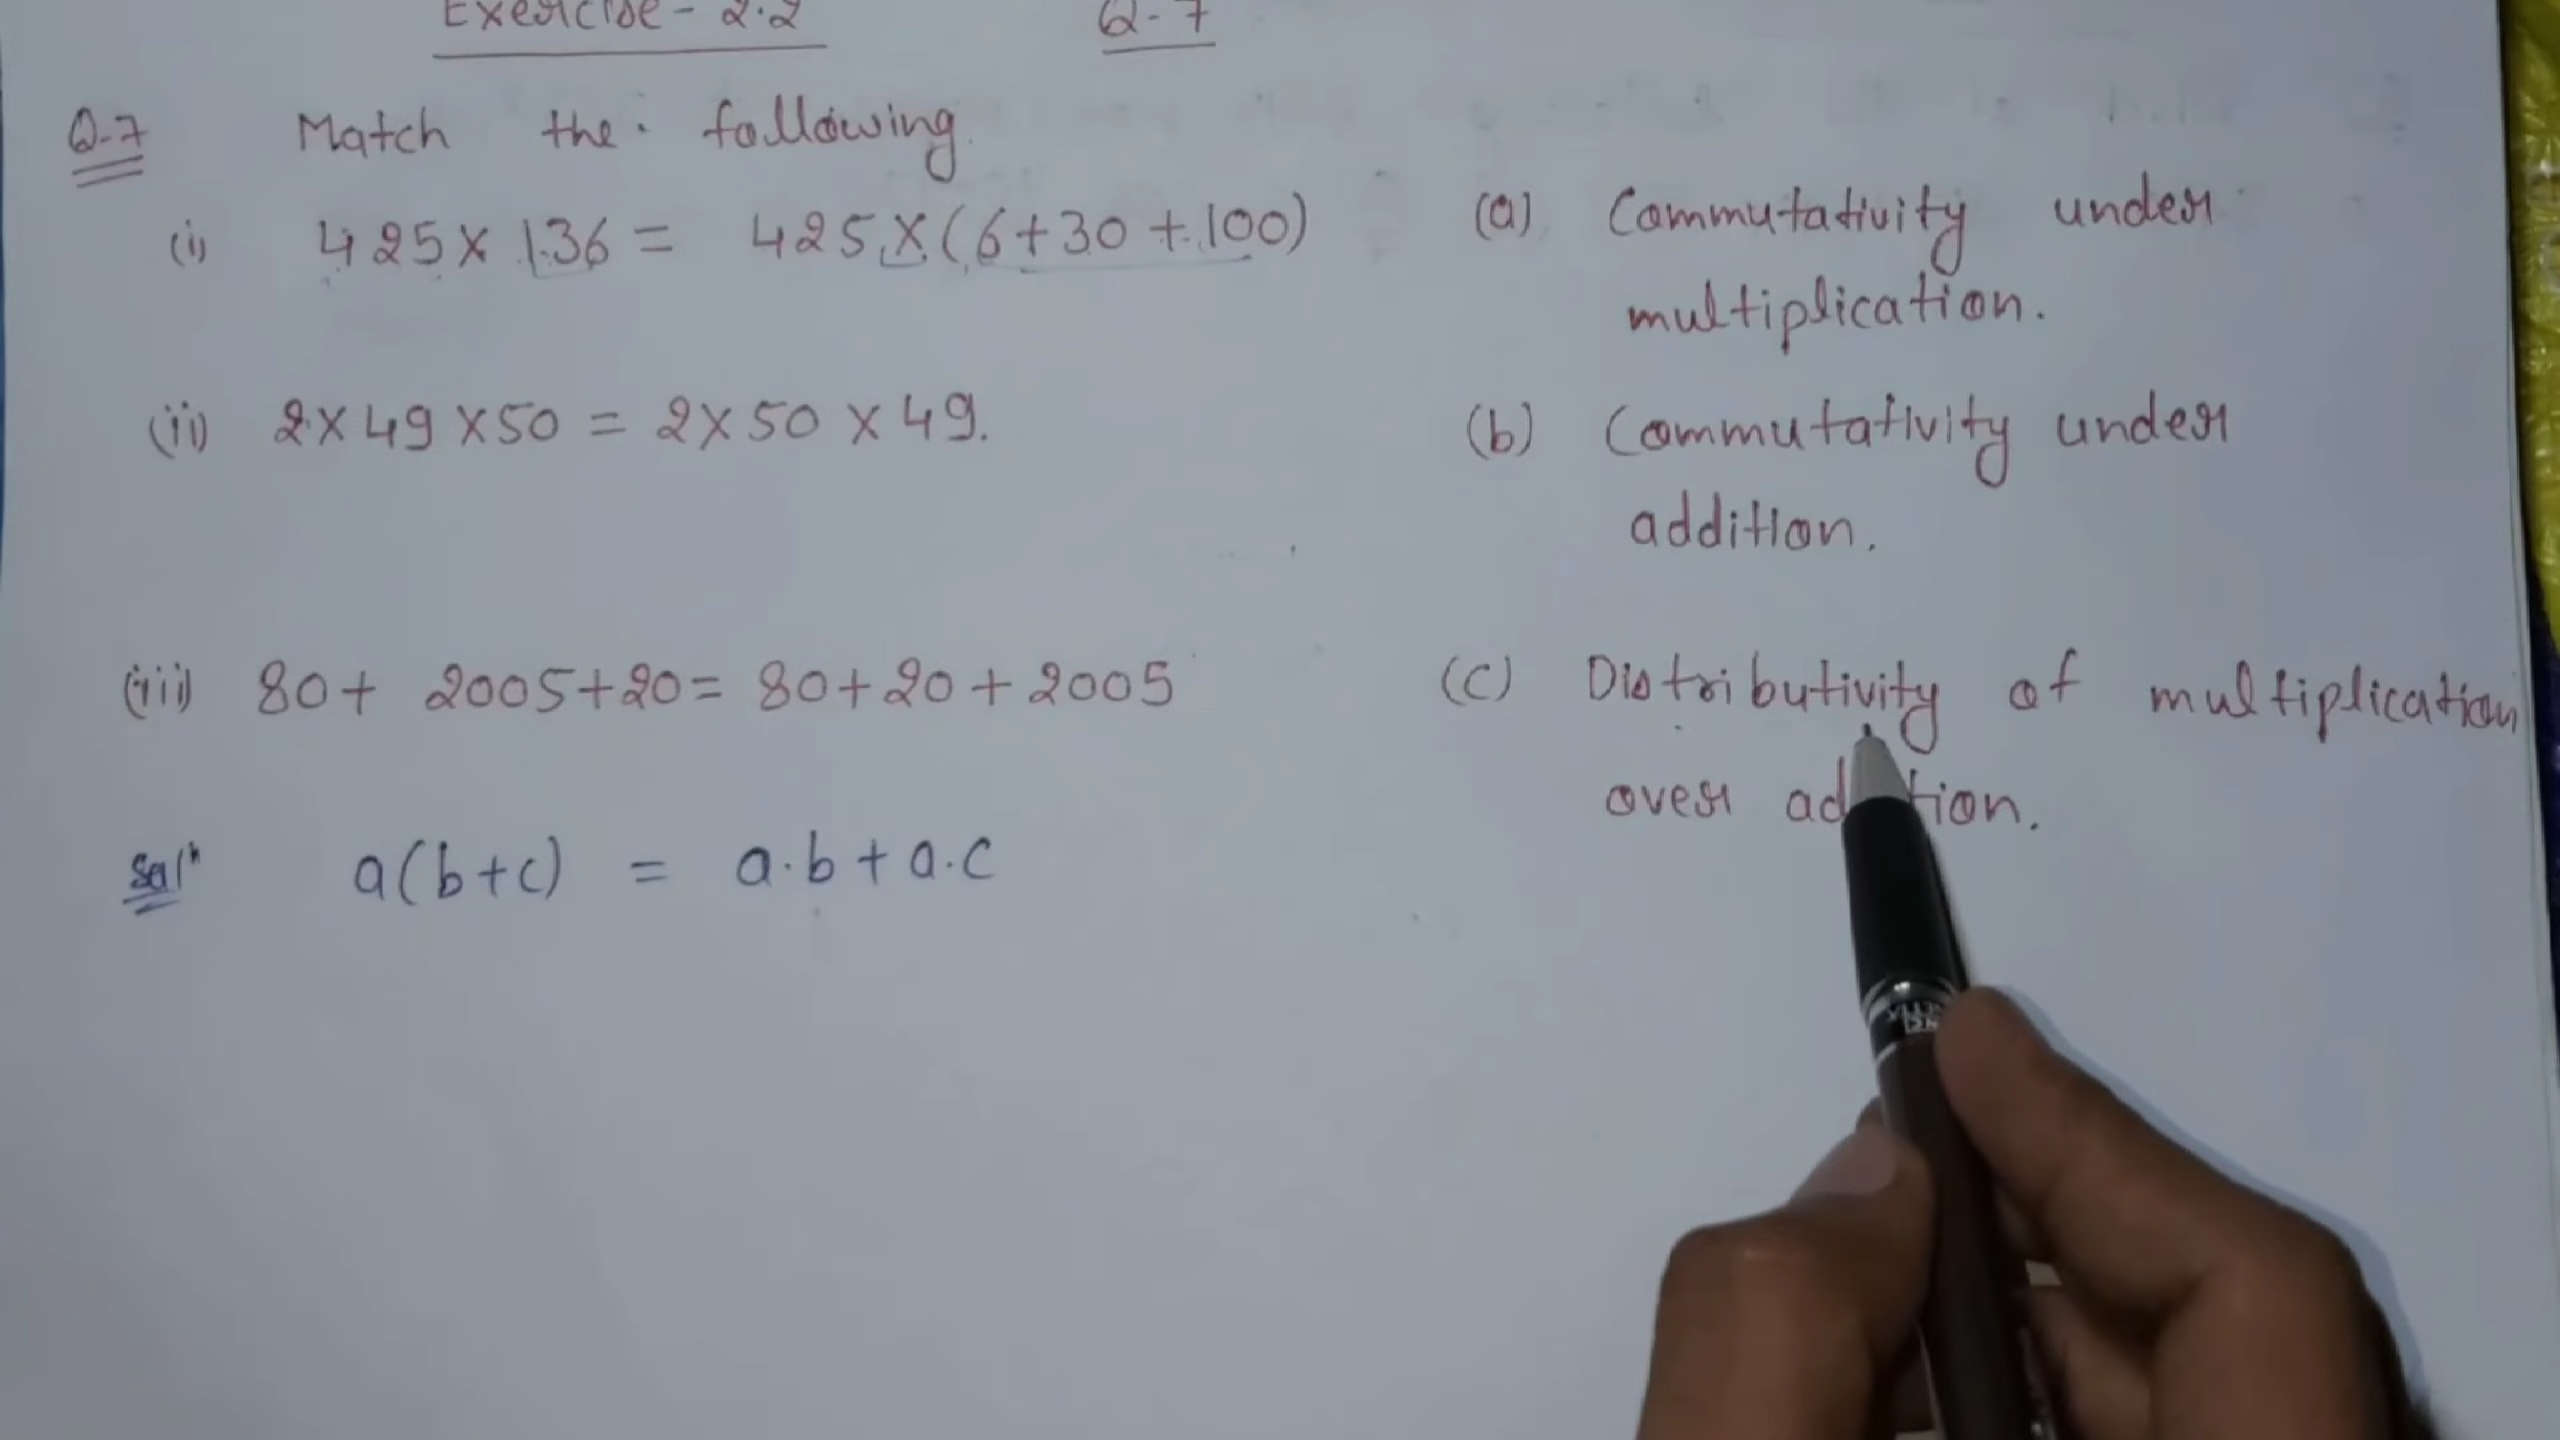 Exercise - 2.2 Q-7
Q-7 Match the following.
(i) 425 × 136 = 425 × (6+30+100) (a) Commutativity under
multiplication.
(ii) 2 × 49 × 50 = 2 × 50 × 49. (b) Commutativity under
addition.
(iii) 80 + 2005 + 20 = 80 + 20 + 2005 (c) Distributivity of multiplication
over
Solⁿ a(b+c) = a.b + a.c